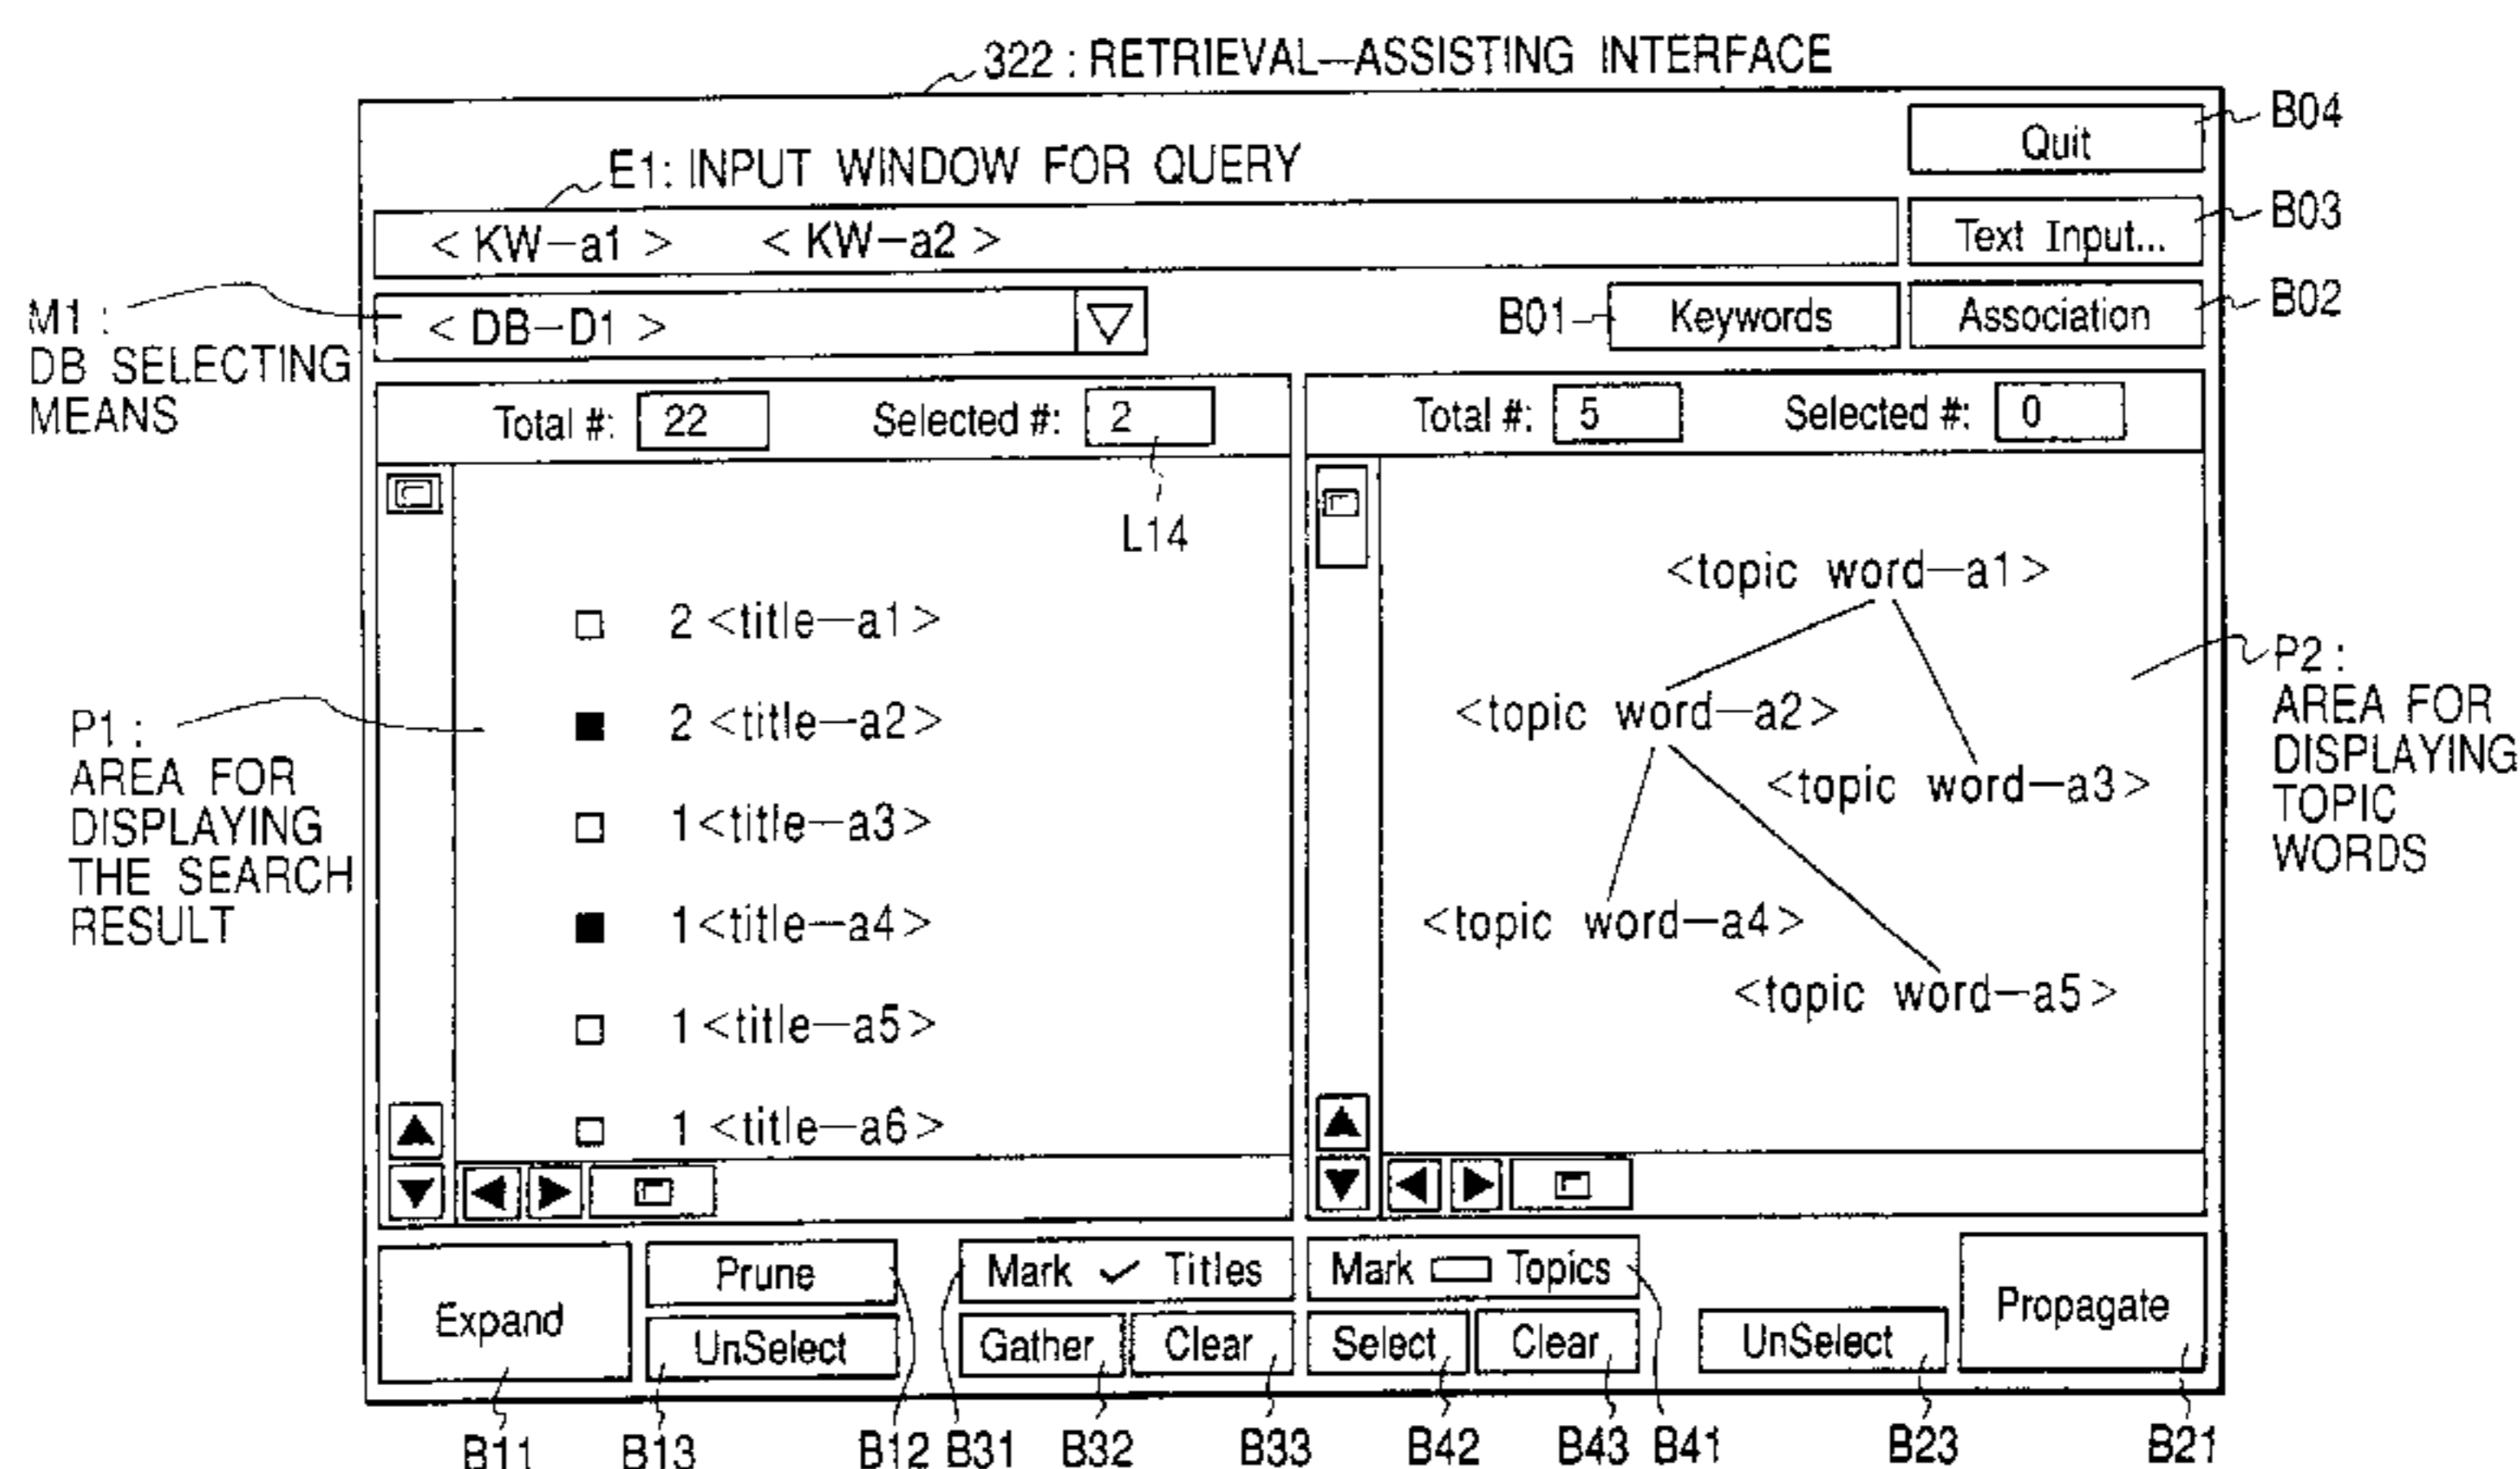 322 : RETRIEVAL—ASSISTING INTERFACE
B04
Quit
E1: INPUT WINDOW FOR QUERY
B03
< KW—a1 > < KW—a2 >
Text Input...
M1 :
DB SELECTING
MEANS
< DB—D1 >
B01
Keywords
Association
B02
Total #: 22 Selected #: 2
Total #: 5 Selected #: 0
L14
2 <title—a1>
2 <title—a2>
1 <title—a3>
1 <title—a4>
1 <title—a5>
1 <title—a6>
P1 :
AREA FOR
DISPLAYING
THE SEARCH
RESULT
<topic word—a1>
<topic word—a2>
<topic word—a3>
<topic word—a4>
<topic word—a5>
P2 :
AREA FOR
DISPLAYING
TOPIC
WORDS
Expand
Prune
UnSelect
Mark ✓ Titles
Gather
Clear
Mark Topics
Select
Clear
UnSelect
Propagate
B11 B13 B12 B31 B32 B33 B42 B43 B41 B23 B21